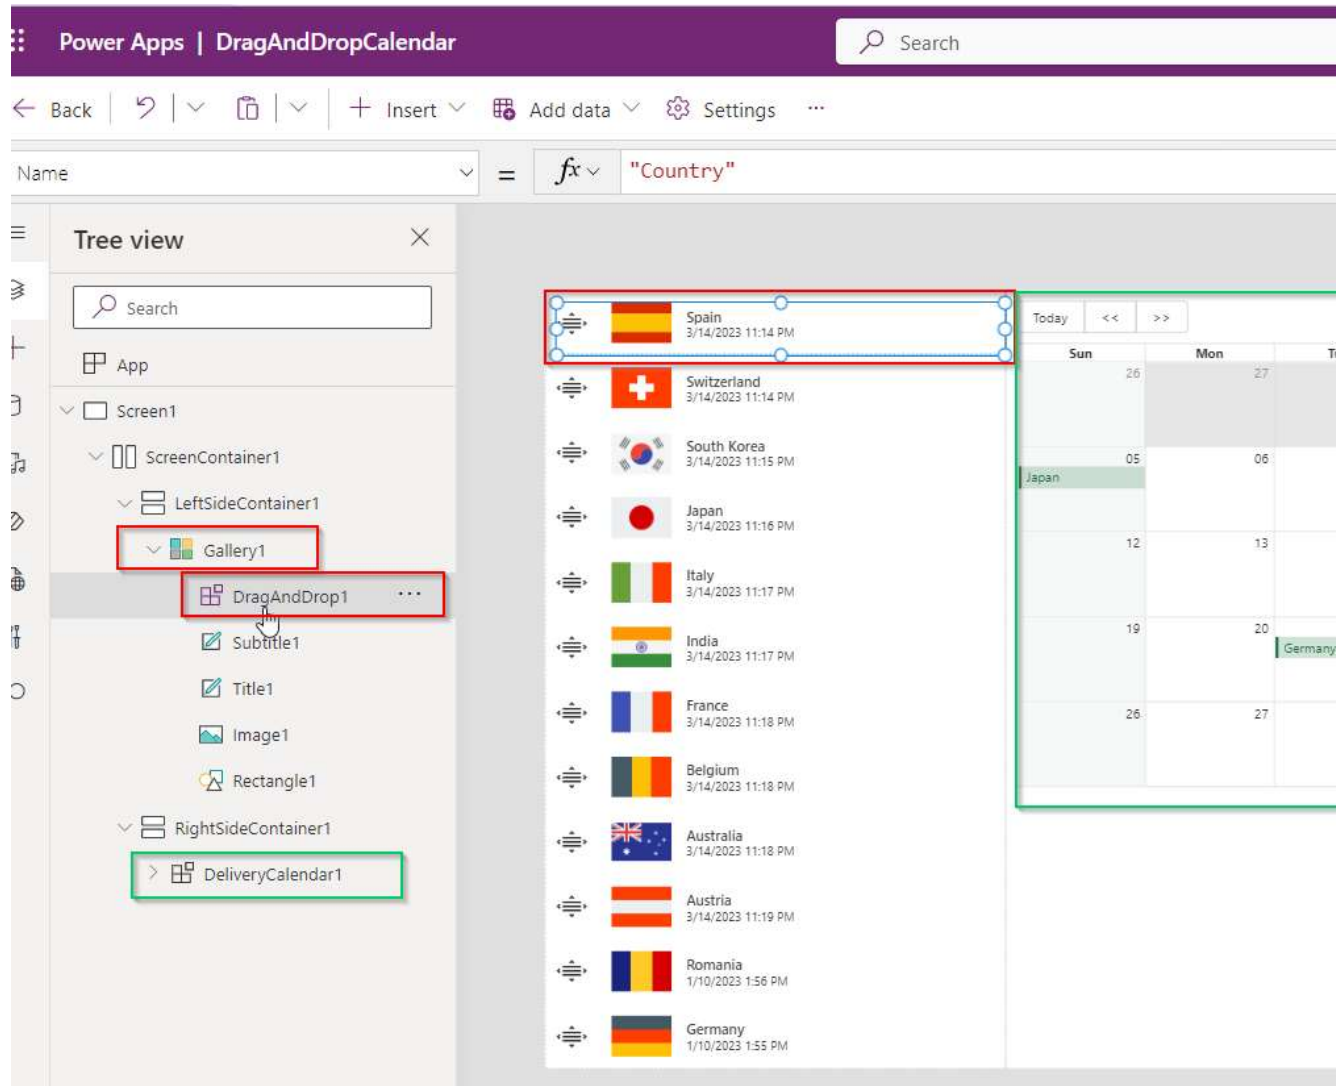 Power Apps | DragAndDropCalendar
Search
Back
Insert
Add data
Settings
...
Name
=
fx
"Country"
Tree view
Search
App
Screen1
ScreenContainer1
LeftSideContainer1
Gallery1
DragAndDrop1
...
Subtitle1
Title1
Image1
Rectangle1
RightSideContainer1
DeliveryCalendar1
Spain
3/14/2023 11:14 PM
Switzerland
3/14/2023 11:14 PM
South Korea
3/14/2023 11:15 PM
Japan
3/14/2023 11:16 PM
Italy
3/14/2023 11:17 PM
India
3/14/2023 11:17 PM
France
3/14/2023 11:18 PM
Belgium
3/14/2023 11:18 PM
Australia
3/14/2023 11:18 PM
Austria
3/14/2023 11:19 PM
Romania
1/10/2023 1:56 PM
Germany
1/10/2023 1:55 PM
Today << >>
Sun Mon
26 27
05 06
Japan
12 13
19 20
Germany
26 27